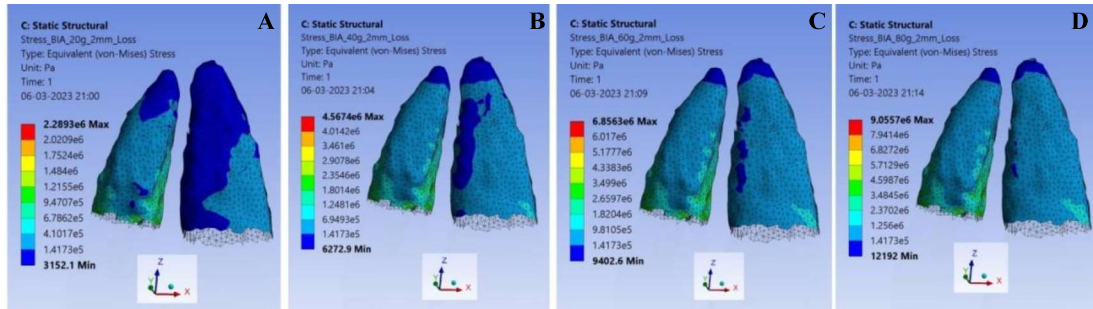 A
C: Static Structural
Stress_BIA_20g_2mm_Loss
Type: Equivalent (von-Mises) Stress
Unit: Pa
Time: 1
06-03-2023 21:00
2.2893e6 Max
2.0209e6
1.7524e6
1.484e6
1.2155e6
9.4707e5
6.7862e5
4.1017e5
1.4173e5
3152.1 Min
Z
Y
X
B
C: Static Structural
Stress_BIA_40g_2mm_Loss
Type: Equivalent (von-Mises) Stress
Unit: Pa
Time: 1
06-03-2023 21:04
4.5674e6 Max
4.0142e6
3.461e6
2.9078e6
2.3546e6
1.8014e6
1.2481e6
6.9493e5
1.4173e5
6272.9 Min
Z
Y
X
C
C: Static Structural
Stress_BIA_60g_2mm_Loss
Type: Equivalent (von-Mises) Stress
Unit: Pa
Time: 1
06-03-2023 21:09
6.8563e6 Max
6.017e6
5.1777e6
4.3383e6
3.499e6
2.6597e6
1.8204e6
9.8105e5
1.4173e5
9402.6 Min
Z
Y
X
D
C: Static Structural
Stress_BIA_80g_2mm_Loss
Type: Equivalent (von-Mises) Stress
Unit: Pa
Time: 1
06-03-2023 21:14
9.0557e6 Max
7.9414e6
6.8272e6
5.7129e6
4.5987e6
3.4845e6
2.3702e6
1.256e6
1.4173e5
12192 Min
Z
Y
X